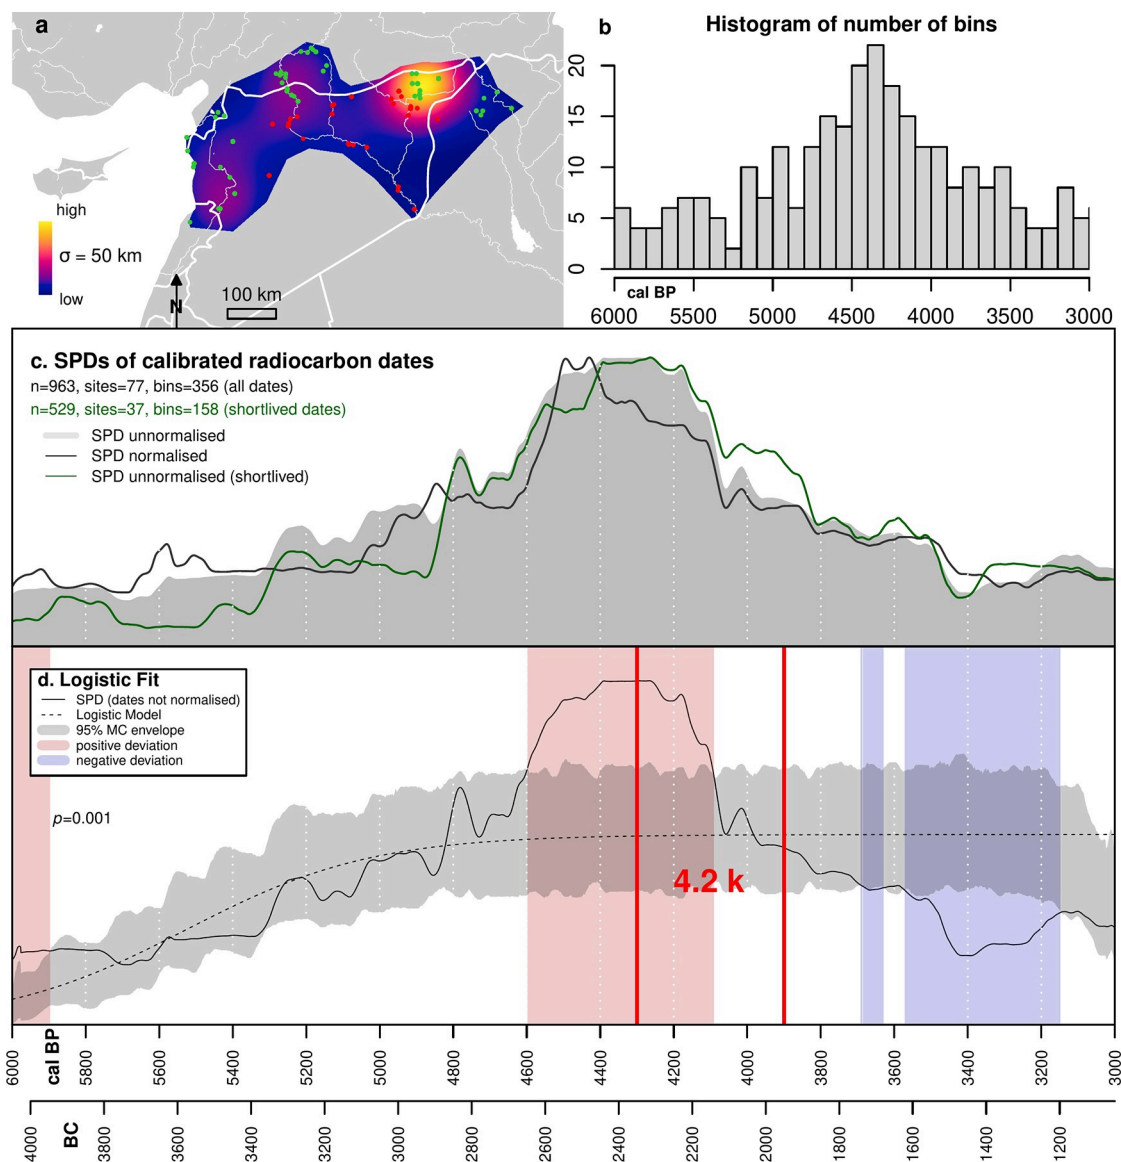 a
high
σ = 50 km
low
N
100 km
b
Histogram of number of bins
20
15
10
5
0
cal BP
6000 5500 5000 4500 4000 3500 3000
c. SPDs of calibrated radiocarbon dates
n=963, sites=77, bins=356 (all dates)
n=529, sites=37, bins=158 (shortlived dates)
SPD unnormalised
SPD normalised
SPD unnormalised (shortlived)
d. Logistic Fit
SPD (dates not normalised)
Logistic Model
95% MC envelope
positive deviation
negative deviation
p=0.001
4.2 k
6000 5800 5600 5400 5200 5000 4800 4600 4400 4200 4000 3800 3600 3400 3200 3000
cal BP
4000 3800 3600 3400 3200 3000 2800 2600 2400 2200 2000 1800 1600 1400 1200
BC